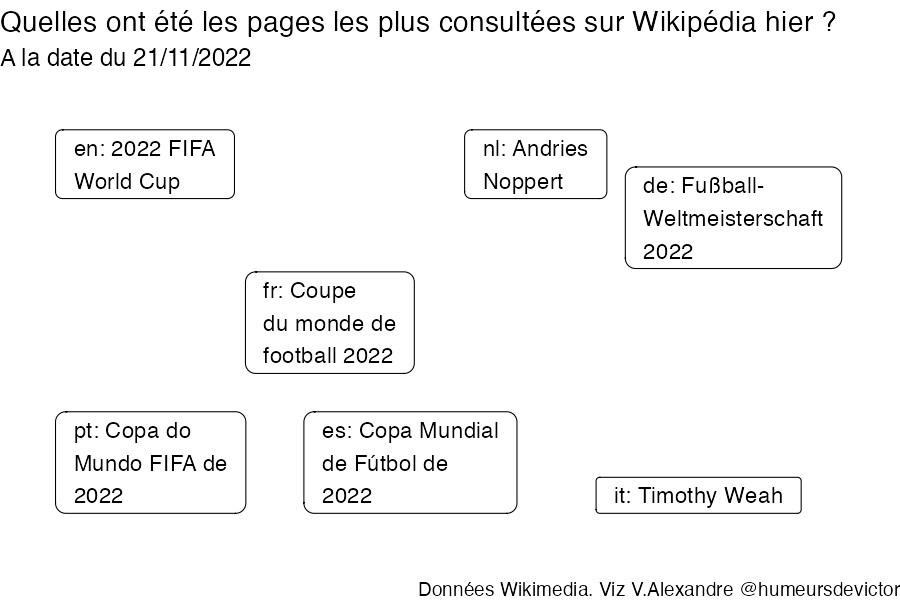 Quelles ont été les pages les plus consultées sur Wikipédia hier ?
A la date du 21/11/2022
en: 2022 FIFA
World Cup
nl: Andries
Noppert
de: Fußball-
Weltmeisterschaft
2022
fr: Coupe
du monde de
football 2022
pt: Copa do
Mundo FIFA de
2022
es: Copa Mundial
de Fútbol de
2022
it: Timothy Weah
Données Wikimedia. Viz V.Alexandre @humeursdevictor